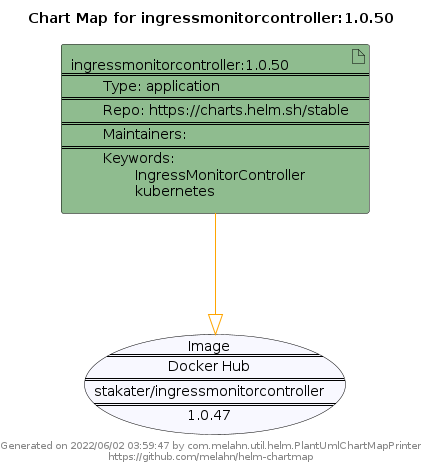 Chart Map for ingressmonitorcontroller:1.0.50
ingressmonitorcontroller:1.0.50
Type: application
Repo: https://charts.helm.sh/stable
Maintainers:
Keywords:
IngressMonitorController
kubernetes
Image
Docker Hub
stakater/ingressmonitorcontroller
1.0.47
Generated on 2022/06/02 03:59:47 by com.melahn.util.helm.PlantUmlChartMapPrinter
https://github.com/melahn/helm-chartmap